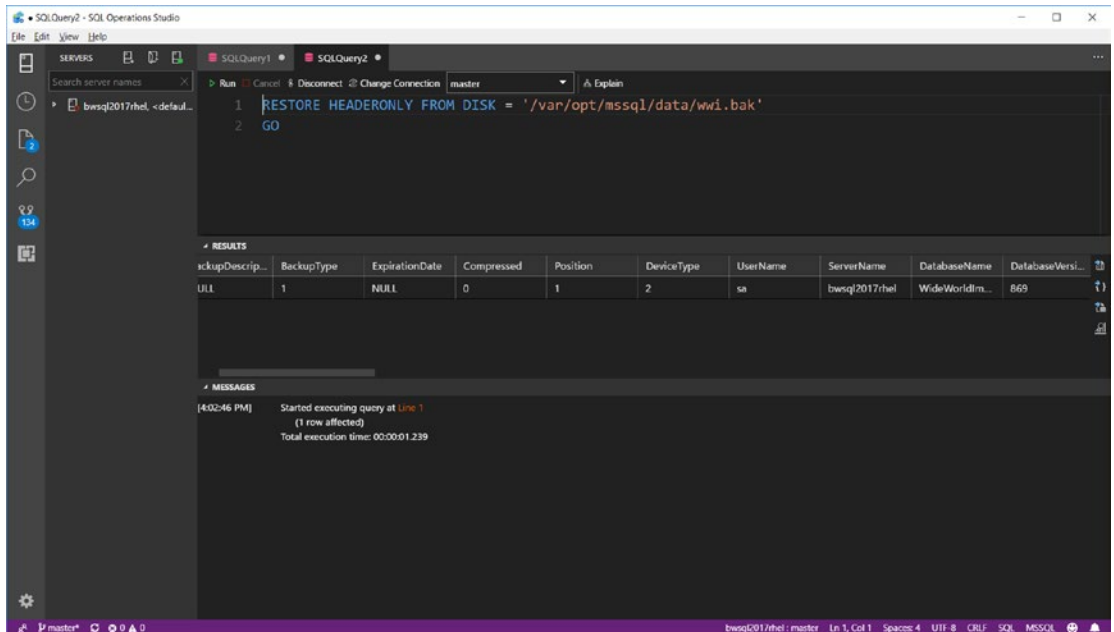 • SQLQuery2 - SQL Operations Studio
File Edit View Help
SERVERS
Search server names
bwsql2017rhel, <defaul...
2
134
SQLQuery1
SQLQuery2
Run Cancel Disconnect Change Connection master Explain
1 RESTORE HEADERONLY FROM DISK = '/var/opt/mssql/data/wwi.bak'
2 GO
RESULTS
ackupDescrip... BackupType ExpirationDate Compressed Position DeviceType UserName ServerName DatabaseName DatabaseVersi...
ULL 1 NULL 0 1 2 sa bwsql2017rhel WideWorldIm... 869
MESSAGES
[4:02:46 PM] Started executing query at Line 1
(1 row affected)
Total execution time: 00:00:01.239
master* 0 0 bwsql2017rhel : master Ln 1, Col 1 Spaces: 4 UTF-8 CRLF SQL MSSQL